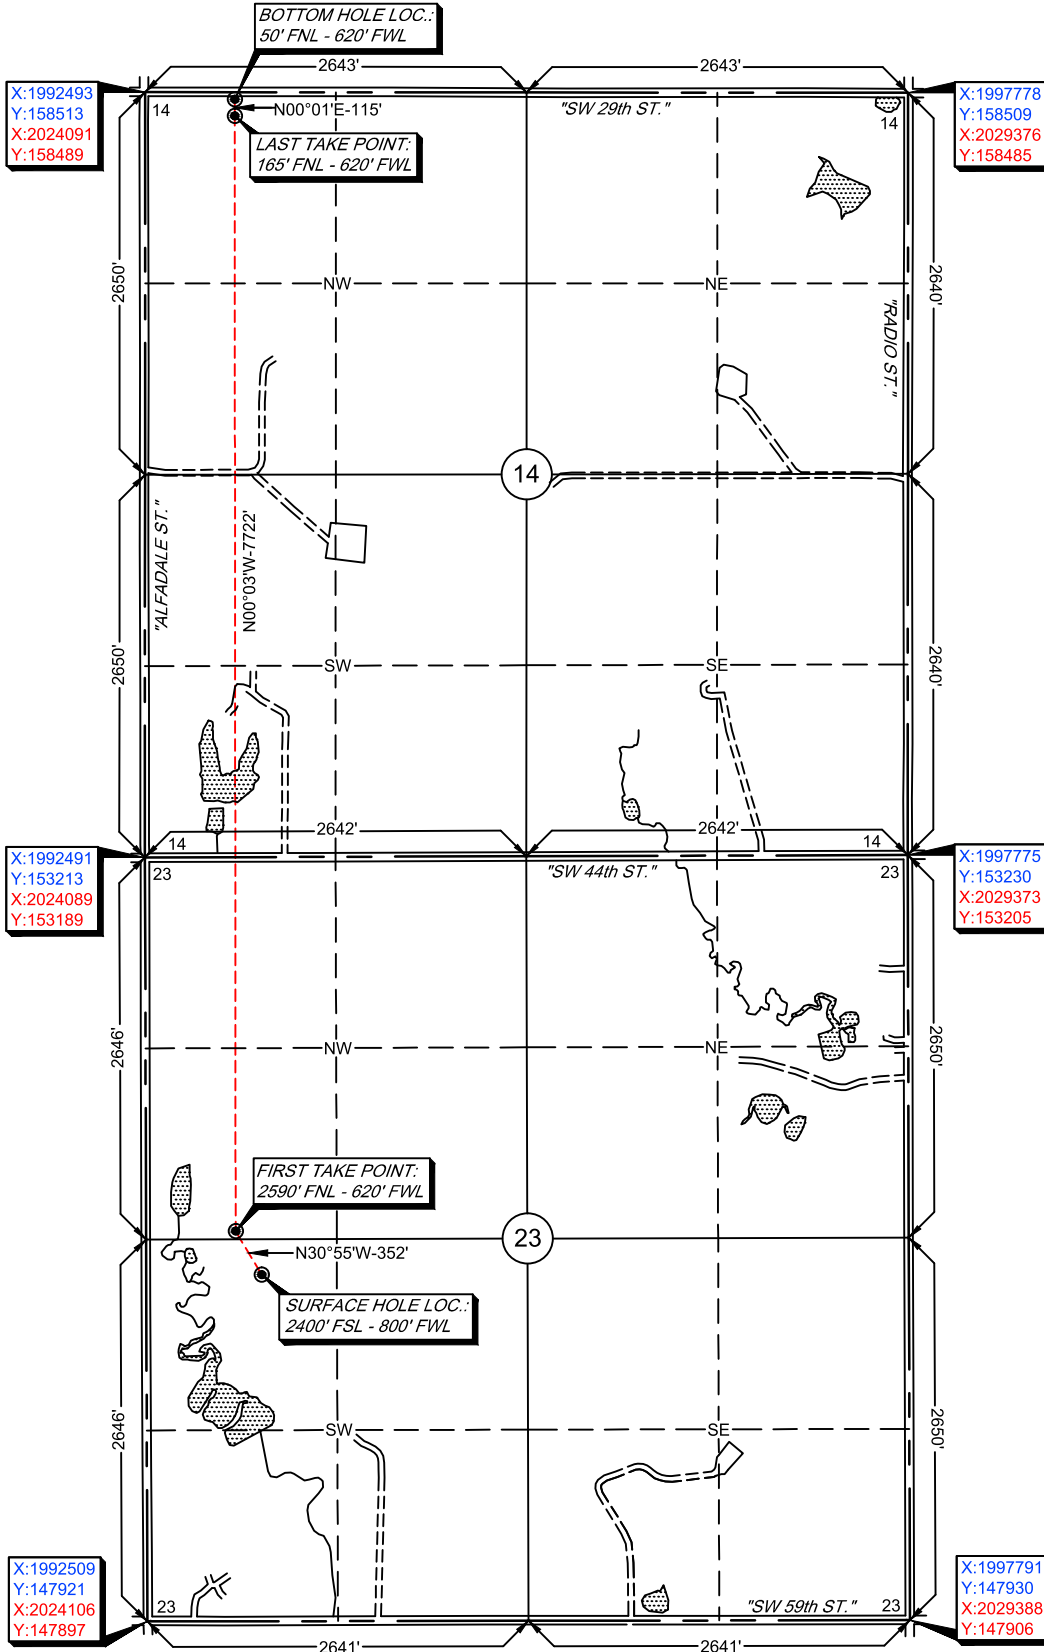 BOTTOM HOLE LOC.:
50' FNL - 620' FWL
2643'
2643'
X:1992493
Y:158513
X:2024091
Y:158489
X:1997778
Y:158509
X:2029376
Y:158485
14
N00°01'E-115'
"SW 29th ST."
14
LAST TAKE POINT:
165' FNL - 620' FWL
2650'
NW
NE
2640'
"RADIO ST."
14
"ALFADALE ST."
N00°03'W-7722'
2650'
SW
SE
2640'
14
2642'
2642'
14
X:1992491
Y:153213
X:2024089
Y:153189
X:1997775
Y:153230
X:2029373
Y:153205
23
"SW 44th ST."
23
2646'
NW
NE
2650'
FIRST TAKE POINT:
2590' FNL - 620' FWL
23
N30°55'W-352'
SURFACE HOLE LOC.:
2400' FSL - 800' FWL
2646'
SW
SE
2650'
X:1992509
Y:147921
X:2024106
Y:147897
X:1997791
Y:147930
X:2029388
Y:147906
23
"SW 59th ST."
23
2641'
2641'